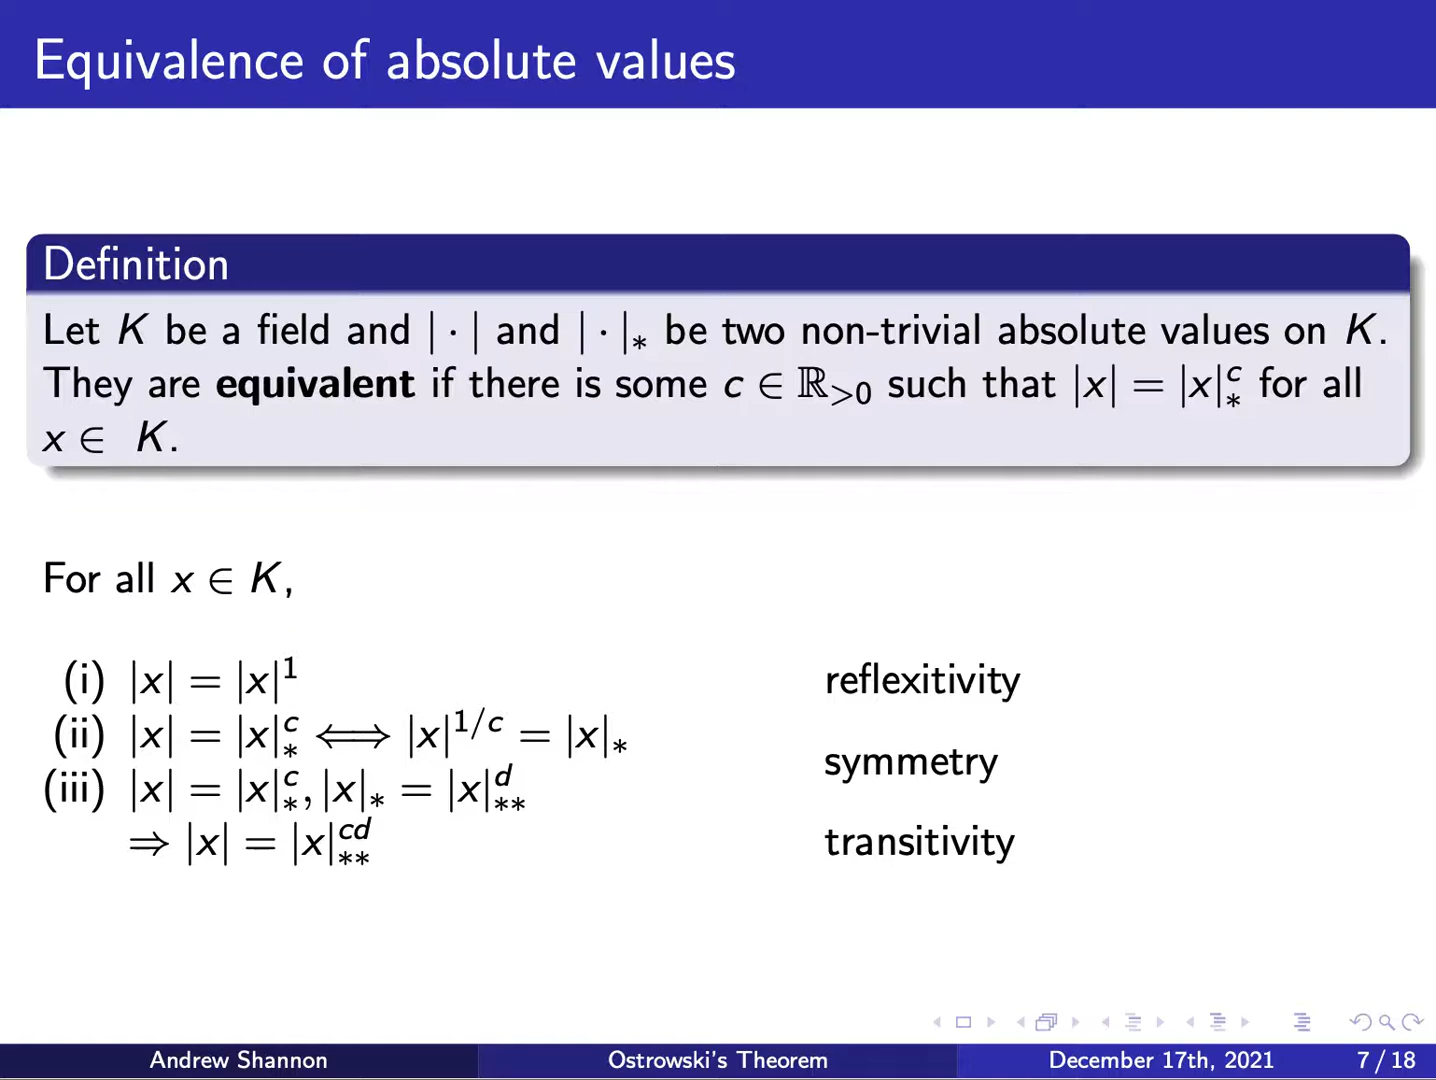 Equivalence of absolute values
Definition
Let K be a field and | · | and | · |_* be two non-trivial absolute values on K.
They are equivalent if there is some c ∈ ℝ_{>0} such that |x| = |x|_*^c for all
x ∈ K.
For all x ∈ K,
(i) |x| = |x|^1 reflexitivity
(ii) |x| = |x|_*^c ⟺ |x|^{1/c} = |x|_*
symmetry
(iii) |x| = |x|_*^c, |x|_* = |x|_{**}^d
⇒ |x| = |x|_{**}^{cd} transitivity
Andrew Shannon Ostrowski's Theorem December 17th, 2021 7 / 18